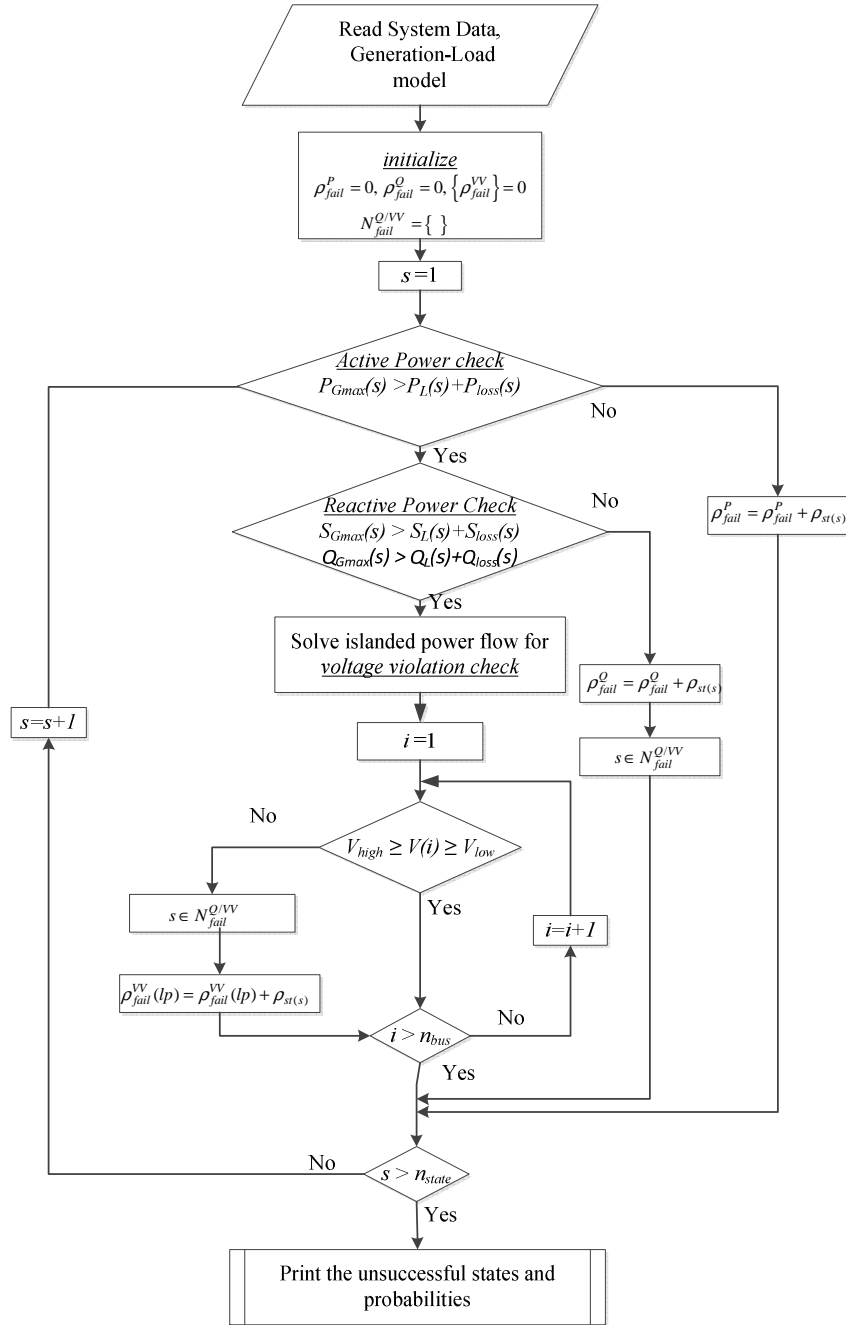 Read System Data,
Generation-Load
model
initialize
ρ^P_fail = 0, ρ^Q_fail = 0, {ρ^VV_fail} = 0
N^Q/VV_fail = { }
s=1
Active Power check
P_Gmax(s) >P_L(s)+P_loss(s)
No
Yes
Reactive Power Check
S_Gmax(s) > S_L(s)+S_loss(s)
Q_Gmax(s) > Q_L(s)+Q_loss(s)
No
ρ^P_fail = ρ^P_fail + ρ_st(s)
Yes
Solve islanded power flow for
voltage violation check
ρ^Q_fail = ρ^Q_fail + ρ_st(s)
s=s+1
i=1
s ∈ N^Q/VV_fail
No
V_high ≥ V(i) ≥ V_low
Yes
s ∈ N^Q/VV_fail
i=i+1
ρ^VV_fail(lp) = ρ^VV_fail(lp) + ρ_st(s)
i > n_bus
No
Yes
No
s > n_state
Yes
Print the unsuccessful states and
probabilities